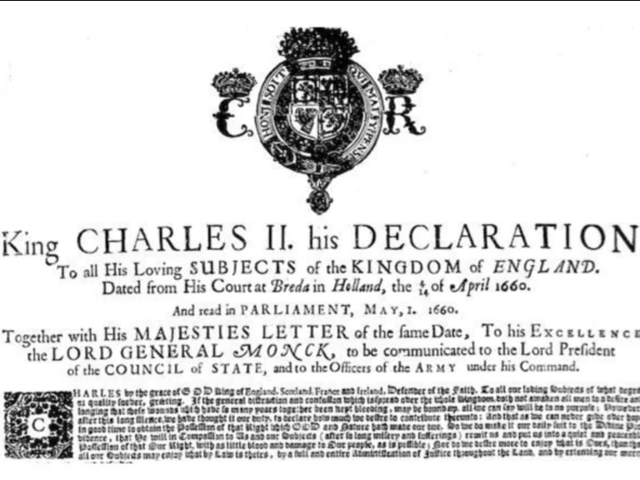 C R
HONI SOIT QVI MAL Y PENSE
King CHARLES II. his DECLARATION
To all His Loving SUBJECTS of the KINGDOM of ENGLAND.
Dated from His Court at Breda in Holland, the 4/14 of April 1660.
And read in PARLIAMENT, MAY, 1. 1660.
Together with His MAJESTIES LETTER of the same Date, To his EXCELLENCE
the LORD GENERAL MONCK, to be communicated to the Lord President
of the COUNCIL of STATE, and to the Officers of the ARMY under his Command.
CHARLES by the grace of GOD King of England, Scotland, France and Ireland, Defender of the Faith. To all our loving Subjects of what degree
or quality soever, greeting. If the general distraction and confusion which is spread over the whole Kingdom, doth not awaken all men to a desire and
longing that those wounds which have so many years together been kept bleeding, may be bound up, all we can say will be to no purpose; However
after this long silence, we have thought it our duty, to declare how much we desire to contribute thereunto: And that as we can never give over hope
in good time to obtain the Possession of that Right which GOD and Nature hath made our due, So we do make it our daily suit to the Divine Pro-
vidence, that He will in Compassion to Us and our Subjects (after so long misery and sufferings) remit us and put us into a quiet and peaceable
Possession of that Our Right, with as little blood and damage to Our people, as is possible; Nor do we desire more to enjoy what is Ours, than that
all our Subjects may enjoy what by Law is theirs, by a full and entire Administration of Justice throughout the Land, and by extending our mercy